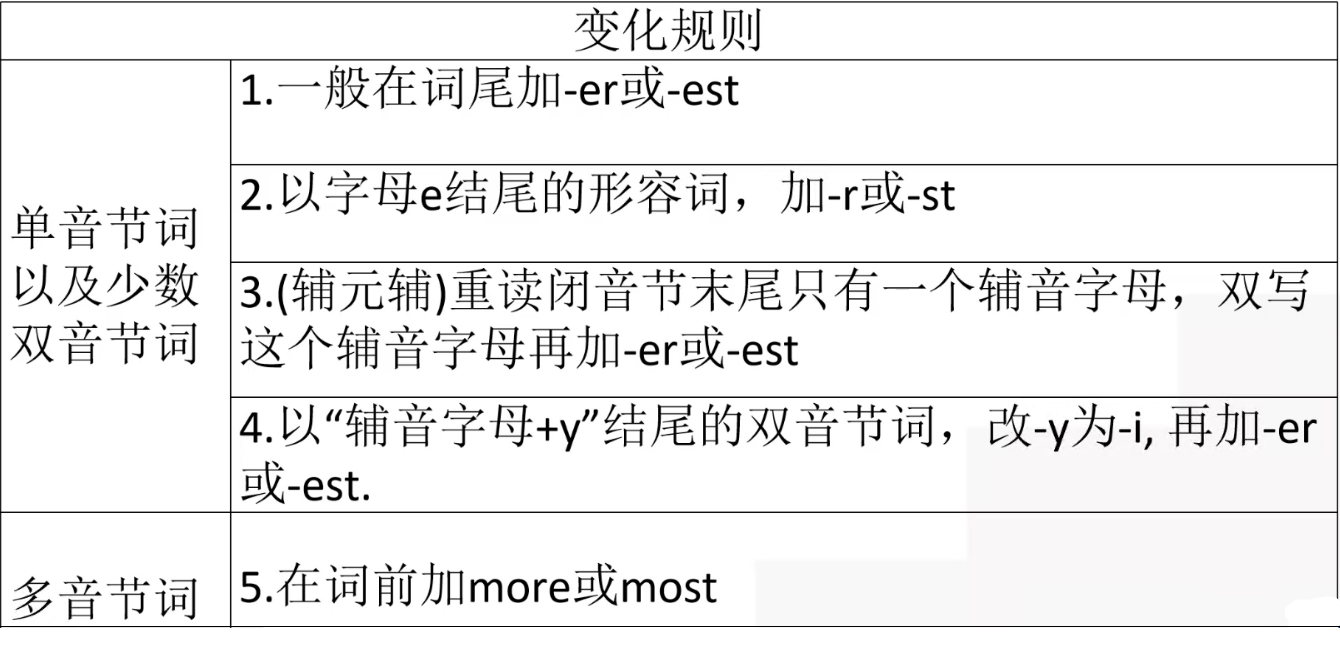 变化规则
单音节词
以及少数
双音节词
1.一般在词尾加-er或-est
2.以字母e结尾的形容词，加-r或-st
3.(辅元辅)重读闭音节末尾只有一个辅音字母，双写
这个辅音字母再加-er或-est
4.以“辅音字母+y”结尾的双音节词，改-y为-i, 再加-er
或-est.
多音节词
5.在词前加more或most